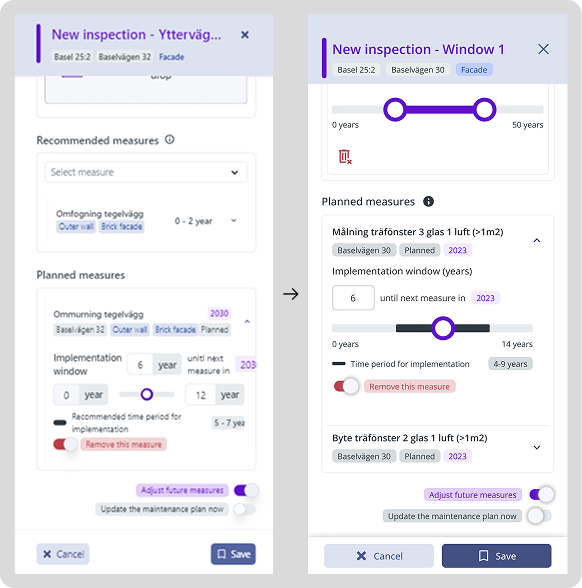 New inspection - Ytterväg...
Basel 25:2 Baselvägen 32 Facade
drop
Recommended measures
Select measure
Omfogning tegelvägg
Outer wall Brick facade
0 - 2 year
Planned measures
Ommurning tegelvägg 2030
Baselvägen 32 Outer wall Brick facade Planned
Implementation window
6 year
until next measure in
203
0 year
12 year
Recommended time period for implementation
5 - 7 yea
Remove this measure
Adjust future measures
Update the maintenance plan now
Cancel
Save
New inspection - Window 1
Basel 25:2 Baselvägen 30 Facade
0 years 50 years
Planned measures
Målning träfönster 3 glas 1 luft (>1m2)
Baselvägen 30 Planned 2023
Implementation window (years)
6 until next measure in 2023
0 years 14 years
Time period for implementation 4-9 years
Remove this measure
Byte träfönster 2 glas 1 luft (>1m2)
Baselvägen 30 Planned 2023
Adjust future measures
Update the maintenance plan now
Cancel
Save